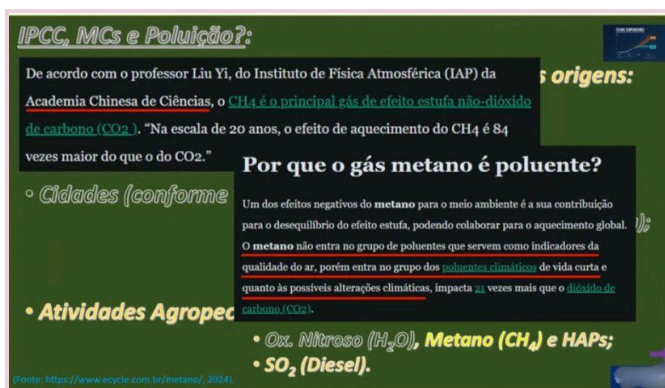 IPCC, MCs e Poluição?:
De acordo com o professor Liu Yi, do Instituto de Física Atmosférica (IAP) da
Academia Chinesa de Ciências, o CH4 é o principal gás de efeito estufa não-dióxido
de carbono (CO2 ). “Na escala de 20 anos, o efeito de aquecimento do CH4 é 84
vezes maior do que o do CO2.”
s origens:
Por que o gás metano é poluente?
Um dos efeitos negativos do metano para o meio ambiente é a sua contribuição
para o desequilíbrio do efeito estufa, podendo colaborar para o aquecimento global.
O metano não entra no grupo de poluentes que servem como indicadores da
qualidade do ar, porém entra no grupo dos poluentes climáticos de vida curta e
quanto às possíveis alterações climáticas, impacta 21 vezes mais que o dióxido de
carbono (CO2).
• Cidades (conforme
);
• Atividades Agropec
• Ox. Nitroso (H₂O), Metano (CH₄) e HAPs;
• SO₂ (Diesel).
(Fonte: https://www.ecycle.com.br/metano/, 2024).